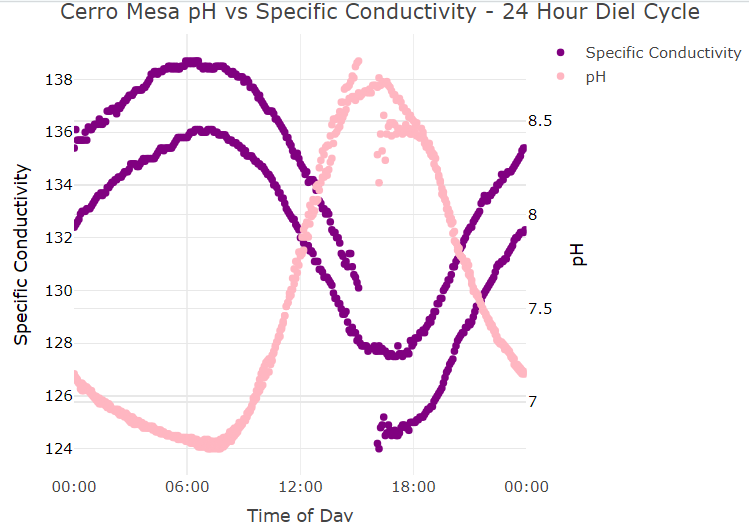 Cerro Mesa pH vs Specific Conductivity - 24 Hour Diel Cycle
Specific Conductivity
pH
138
136
134
132
130
128
126
124
Specific Conductivity
8.5
8
7.5
7
pH
00:00 06:00 12:00 18:00 00:00
Time of Day